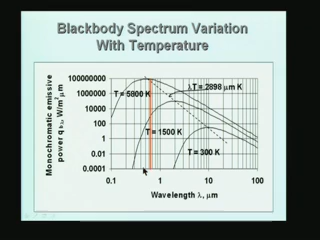 Blackbody Spectrum Variation
With Temperature
Monochromatic emissive
power q
, W/m² μm
100000000
1000000
10000
100
1
0.01
0.0001
T = 5800 K
λT = 2898 μm K
T = 1500 K
T = 300 K
0.1 1 10 100
Wavelength λ, μm